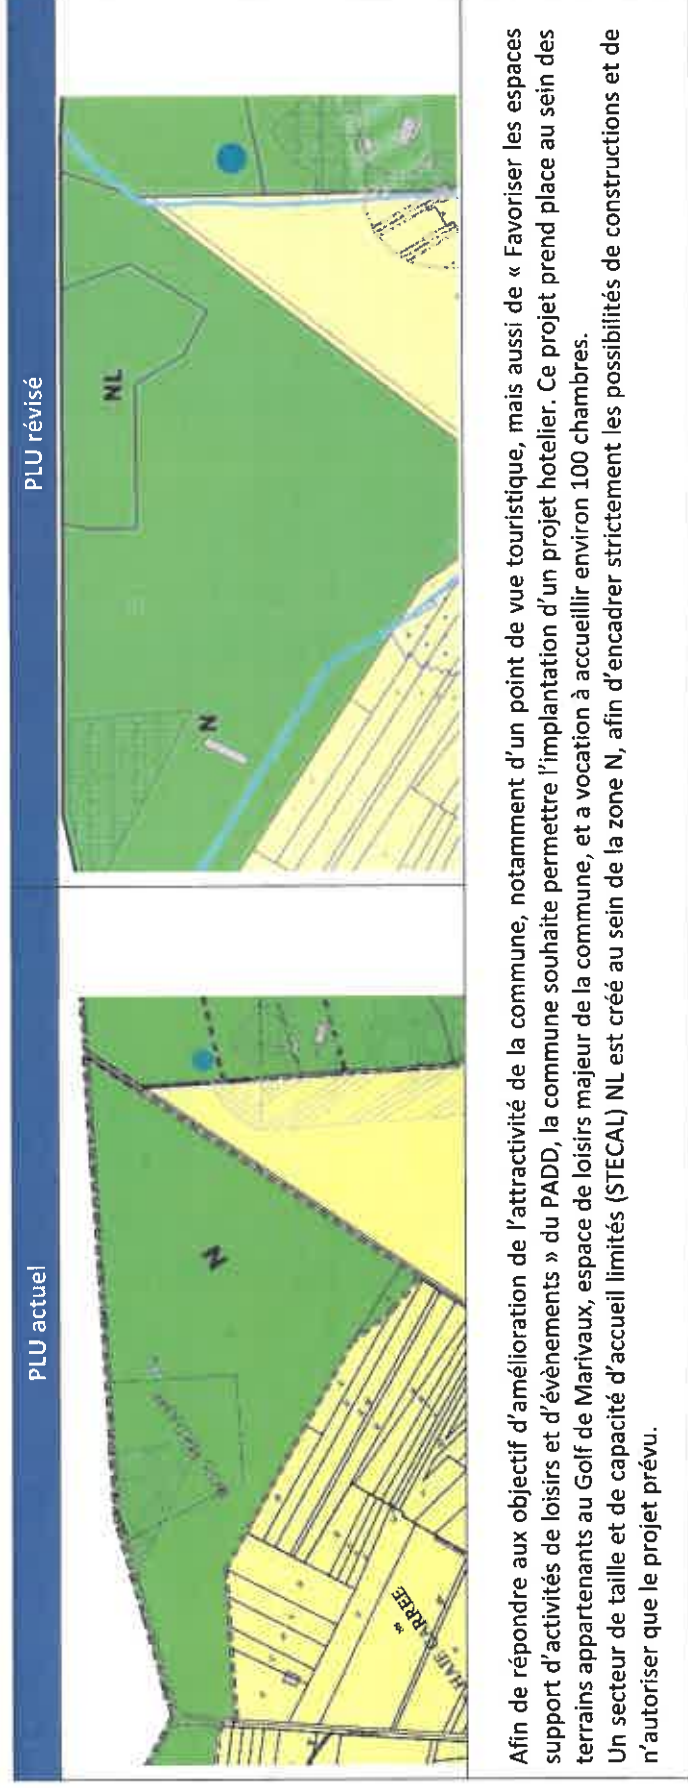 PLU actuel
PLU révisé
N
HAIE CARREE
N
NL
Afin de répondre aux objectif d'amélioration de l'attractivité de la commune, notamment d'un point de vue touristique, mais aussi de « Favoriser les espaces
support d'activités de loisirs et d'évènements » du PADD, la commune souhaite permettre l'implantation d'un projet hotelier. Ce projet prend place au sein des
terrains appartenants au Golf de Marivaux, espace de loisirs majeur de la commune, et a vocation à accueillir environ 100 chambres.
Un secteur de taille et de capacité d'accueil limités (STECAL) NL est créé au sein de la zone N, afin d'encadrer strictement les possibilités de constructions et de
n'autoriser que le projet prévu.